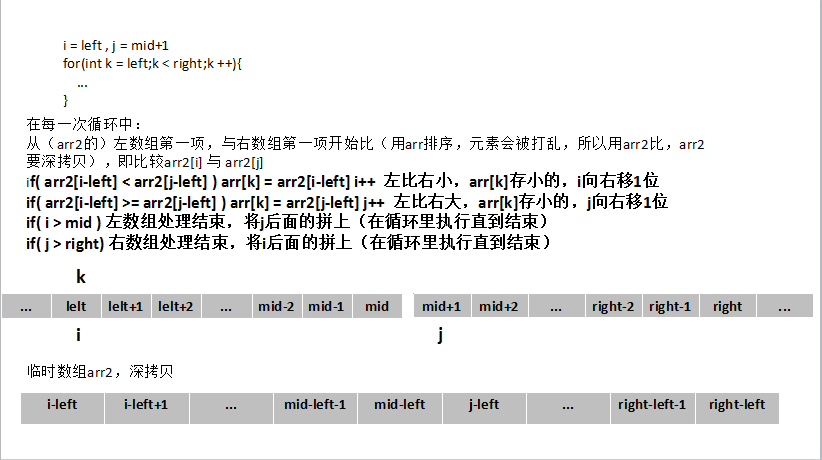 i = left , j = mid+1
for(int k = left;k < right;k ++){
...
}
在每一次循环中：
从（arr2的）左数组第一项，与右数组第一项开始比（用arr排序，元素会被打乱，所以用arr2比，arr2
要深拷贝），即比较arr2[i] 与 arr2[j]
if( arr2[i-left] < arr2[j-left] ) arr[k] = arr2[i-left] i++ 左比右小，arr[k]存小的，i向右移1位
if( arr2[i-left] >= arr2[j-left] ) arr[k] = arr2[j-left] j++ 左比右大，arr[k]存小的，j向右移1位
if( i > mid ) 左数组处理结束，将j后面的拼上（在循环里执行直到结束）
if( j > right) 右数组处理结束，将i后面的拼上（在循环里执行直到结束）
k
... lelt lelt+1 lelt+2 ... mid-2 mid-1 mid mid+1 mid+2 ... right-2 right-1 right ...
i j
临时数组arr2，深拷贝
i-left i-left+1 ... mid-left-1 mid-left j-left ... right-left-1 right-left